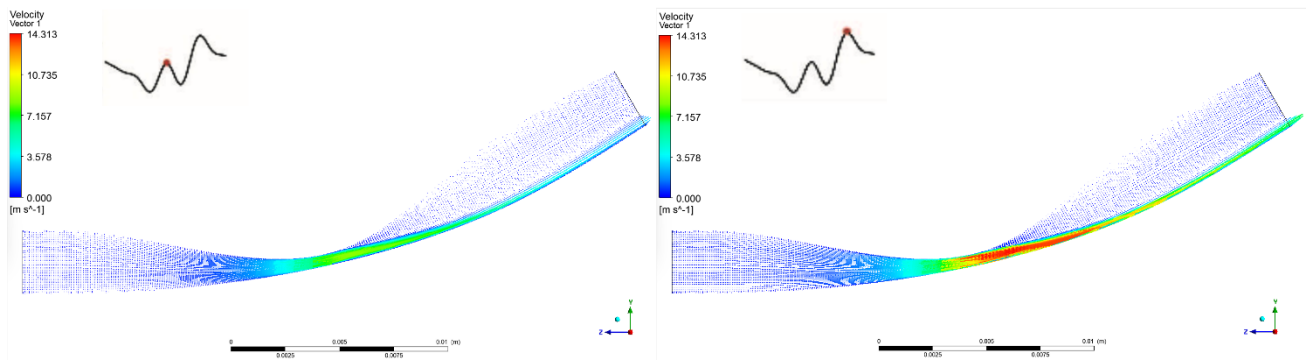 Velocity
Vector 1
14.313
10.735
7.157
3.578
0.000
[m s^-1]
0 0.005 0.01 (m)
0.0025 0.0075
Y
Z
Velocity
Vector 1
14.313
10.735
7.157
3.578
0.000
[m s^-1]
0 0.005 0.01 (m)
0.0025 0.0075
Y
Z